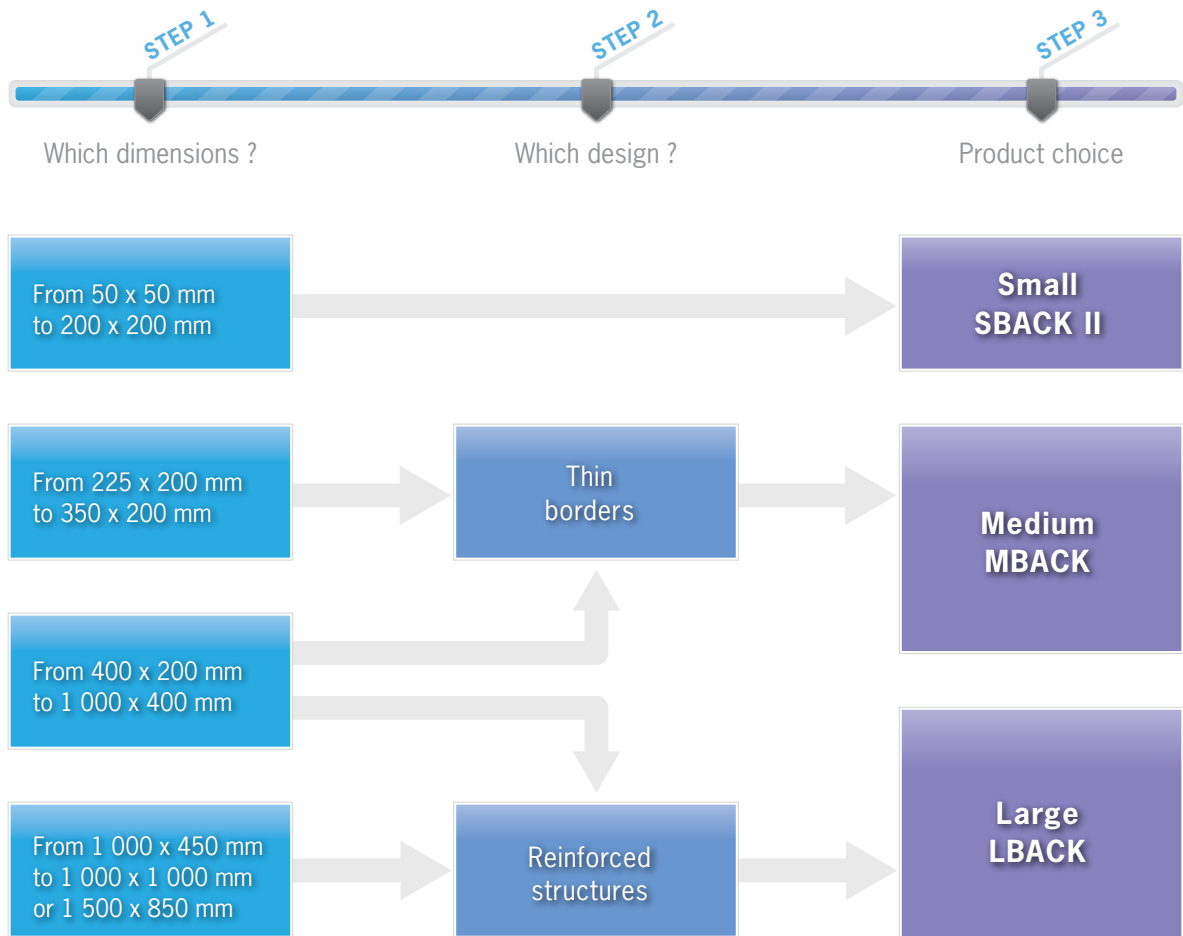 STEP 1
STEP 2
STEP 3
Which dimensions ?
Which design ?
Product choice
From 50 x 50 mm
to 200 x 200 mm
Small
SBACK II
From 225 x 200 mm
to 350 x 200 mm
Thin
borders
Medium
MBACK
From 400 x 200 mm
to 1 000 x 400 mm
From 1 000 x 450 mm
to 1 000 x 1 000 mm
or 1 500 x 850 mm
Reinforced
structures
Large
LBACK